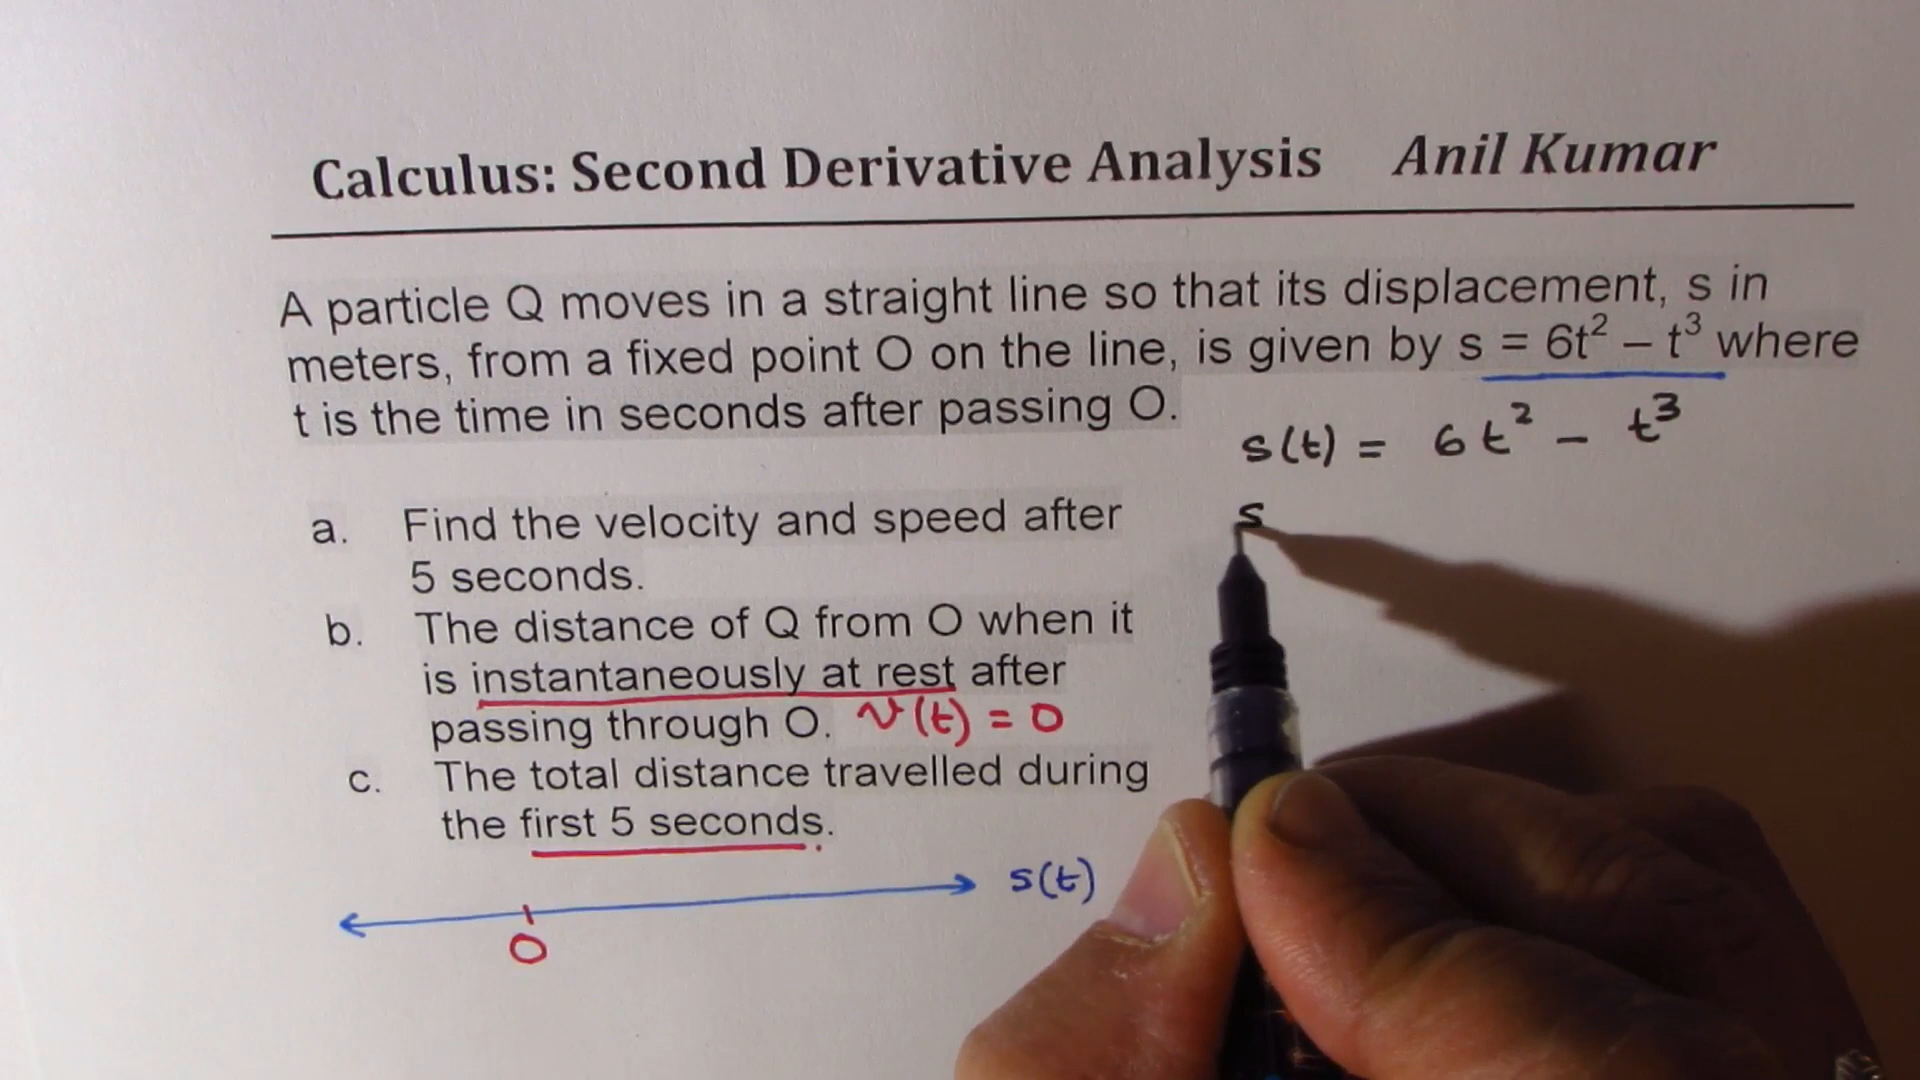 Calculus: Second Derivative Analysis Anil Kumar
A particle Q moves in a straight line so that its displacement, s in
meters, from a fixed point O on the line, is given by s = 6t² – t³ where
t is the time in seconds after passing O.
s(t) = 6t² – t³
s
a. Find the velocity and speed after
5 seconds.
b. The distance of Q from O when it
is instantaneously at rest after
passing through O. v(t) = 0
c. The total distance travelled during
the first 5 seconds.
s(t)
O